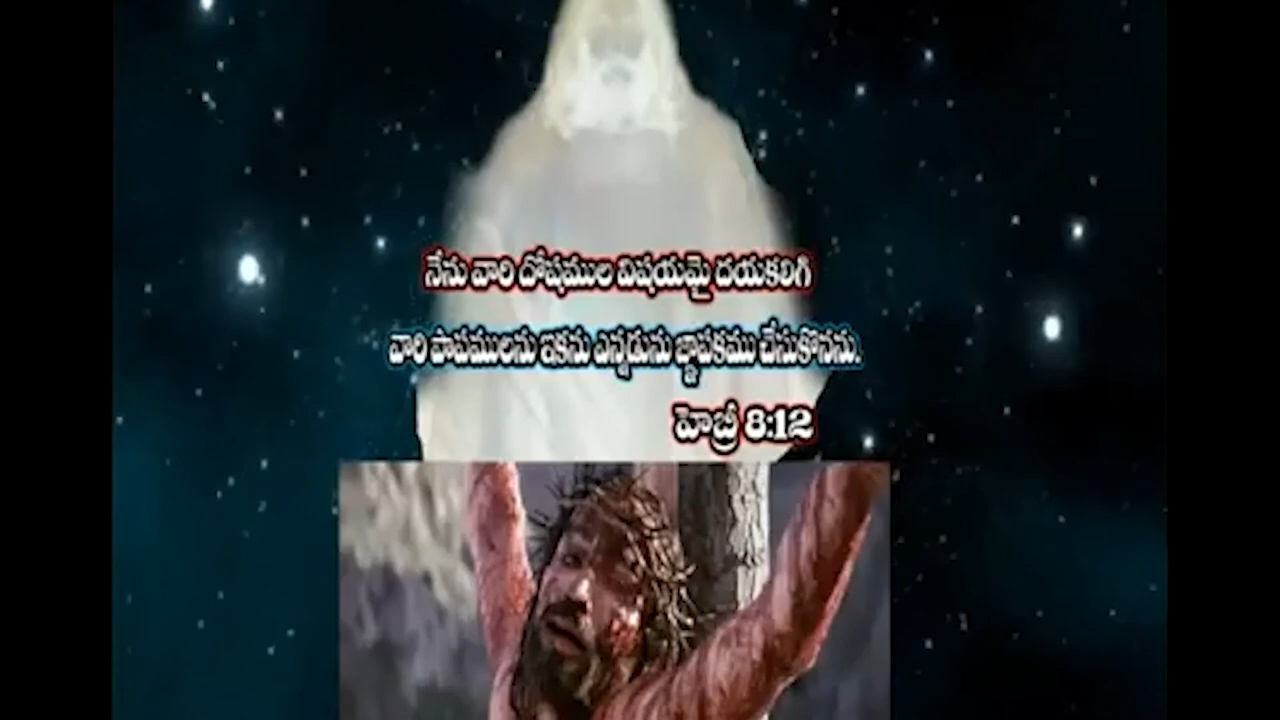 నేను వారి దోషముల విషయమై దయకలిగి
వారి పాపములను ఇకను ఎన్నడును జ్ఞాపకము చేసుకొనను.
హెబ్రీ 8:12